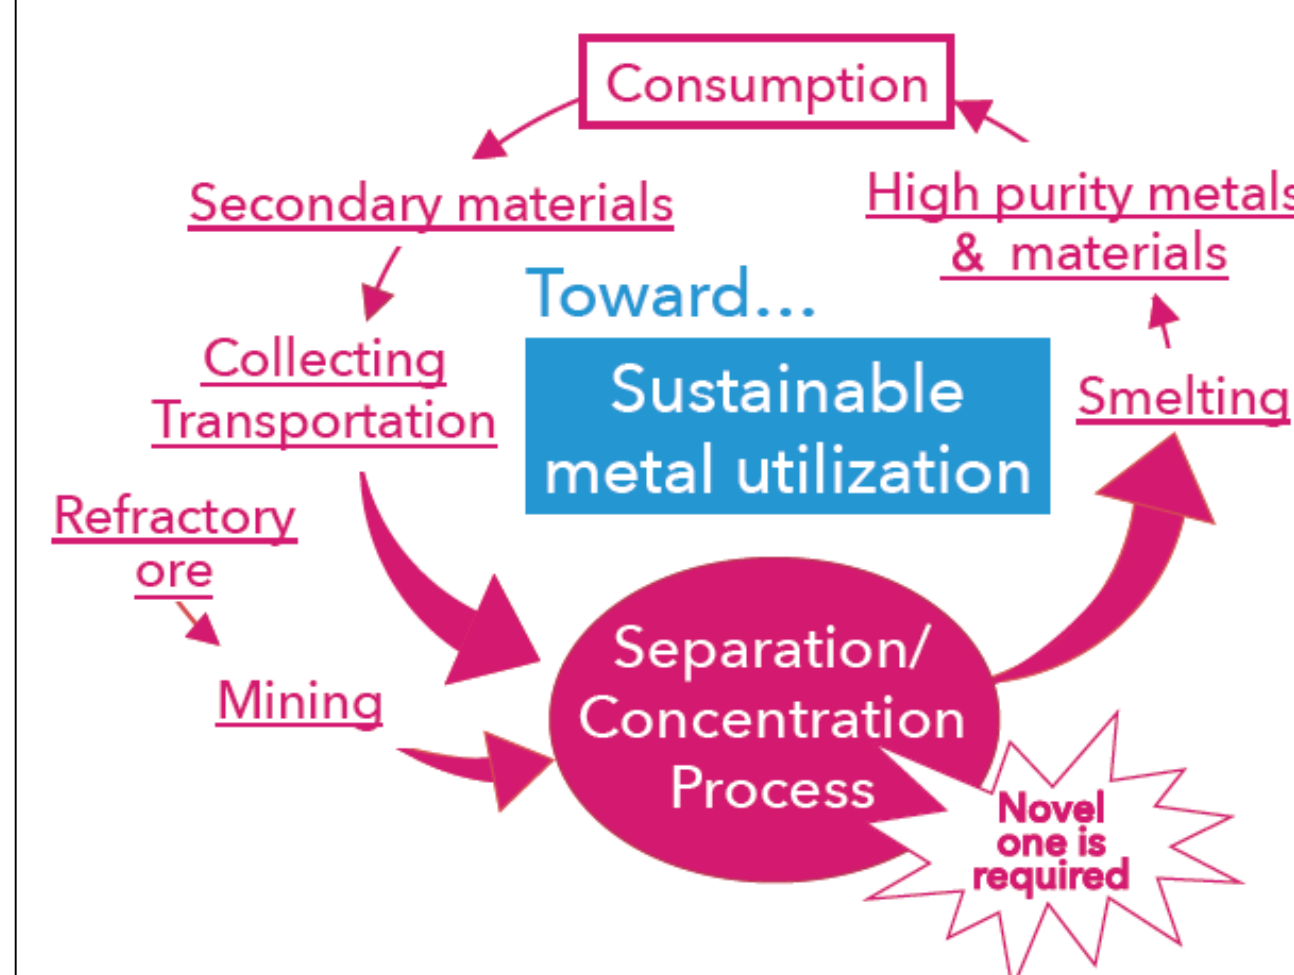 Consumption
Secondary materials
High purity metals
& materials
Toward...
Collecting
Transportation
Sustainable
metal utilization
Smelting
Refractory
ore
Mining
Separation/
Concentration
Process
Novel
one is
required